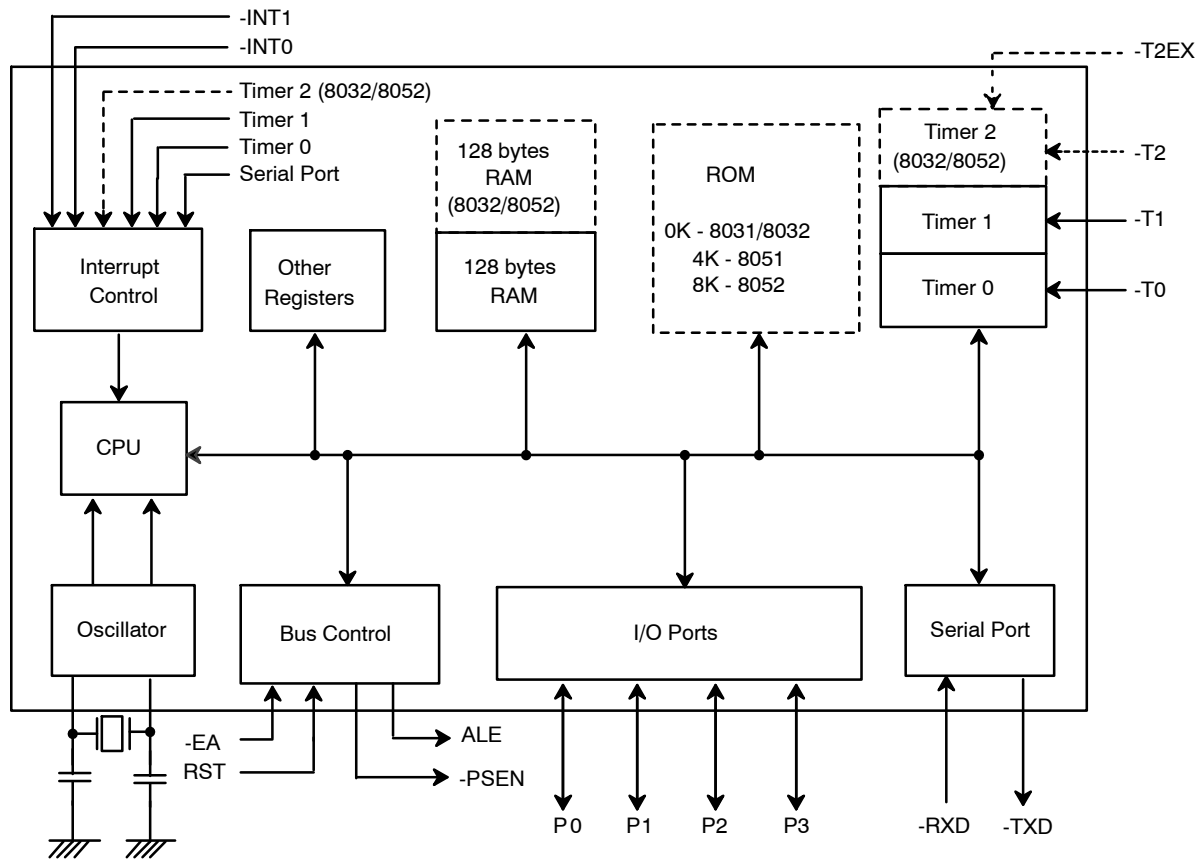 -INT1
-INT0
-T2EX
Timer 2 (8032/8052)
Timer 1
Timer 0
Serial Port
128 bytes
RAM
(8032/8052)
ROM
0K - 8031/8032
4K - 8051
8K - 8052
Timer 2
(8032/8052)
-T2
Timer 1
-T1
Timer 0
-T0
Interrupt
Control
Other
Registers
128 bytes
RAM
CPU
Oscillator
Bus Control
I/O Ports
Serial Port
-EA
RST
ALE
-PSEN
P0
P1
P2
P3
-RXD
-TXD